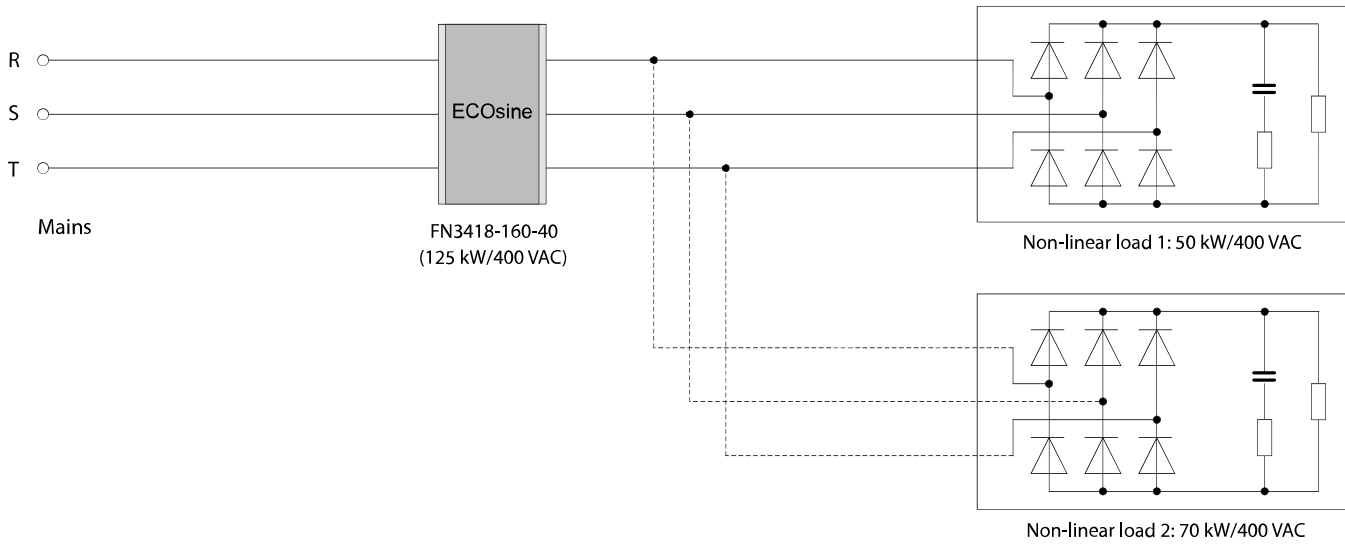 R
S
T
Mains
ECOsine
FN3418-160-40
(125 kW/400 VAC)
Non-linear load 1: 50 kW/400 VAC
Non-linear load 2: 70 kW/400 VAC